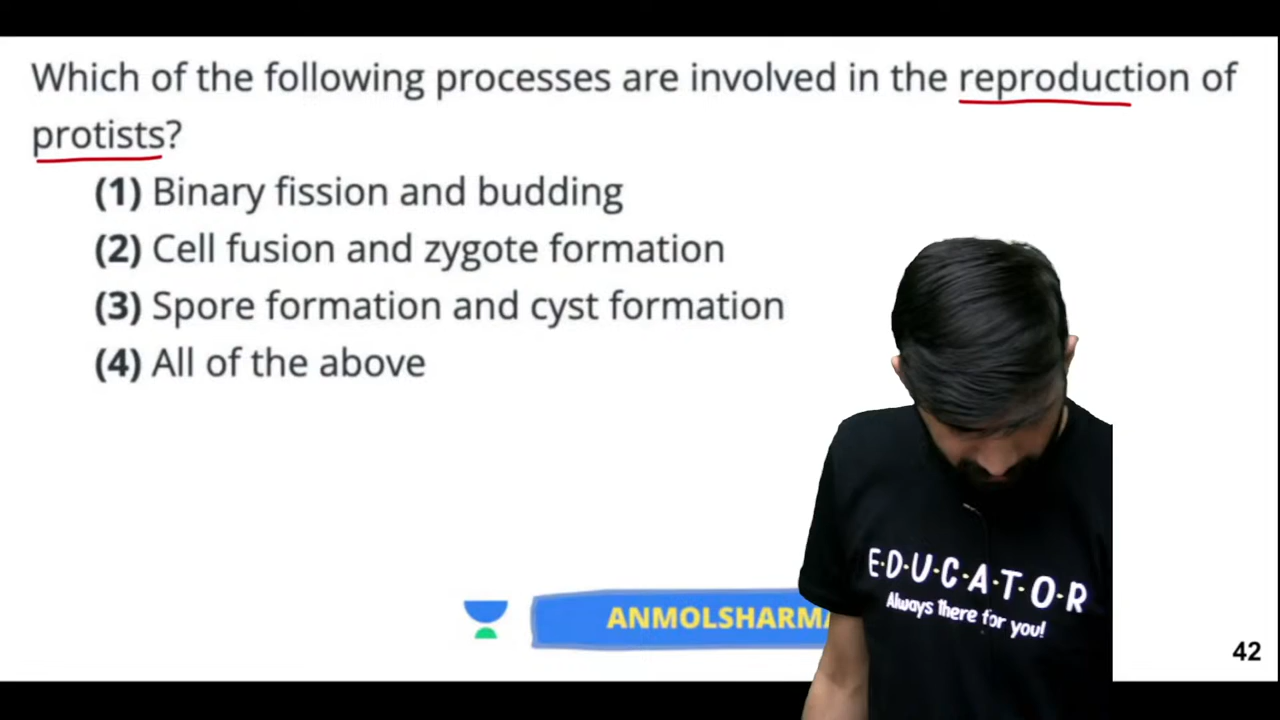 Which of the following processes are involved in the reproduction of
protists?
(1) Binary fission and budding
(2) Cell fusion and zygote formation
(3) Spore formation and cyst formation
(4) All of the above
ANMOLSHARMA
E·D·U·C·A·T·O·R
Always there for you!
42